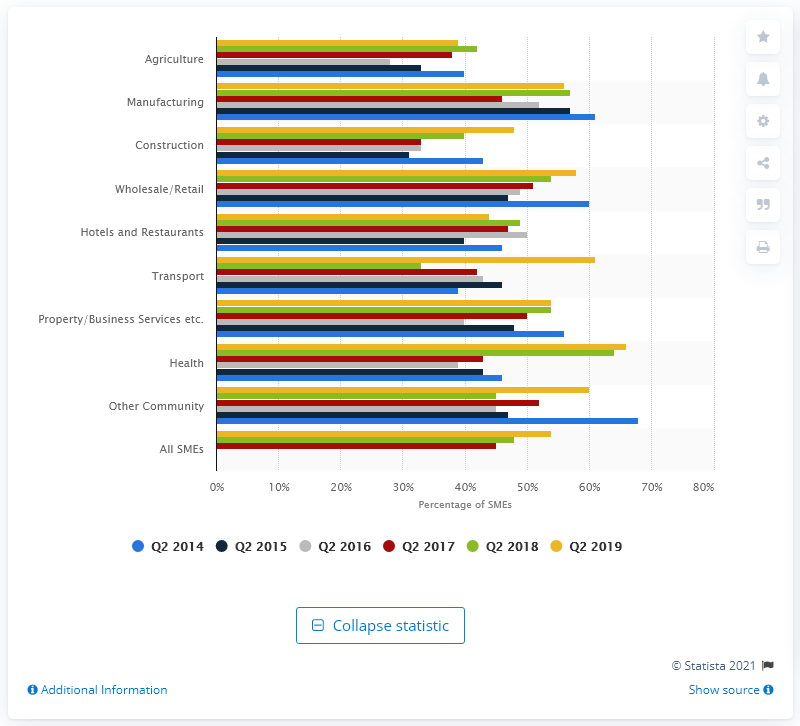 Agriculture
Manufacturing
Construction
Wholesale/Retail
Hotels and Restaurants
Transport
Property/Business Services etc.
Health
Other Community
All SMEs
0% 10% 20% 30% 40% 50% 60% 70% 80%
Percentage of SMEs
Q2 2014 Q2 2015 Q2 2016 Q2 2017 Q2 2018 Q2 2019
Collapse statistic
© Statista 2021
Additional Information Show source